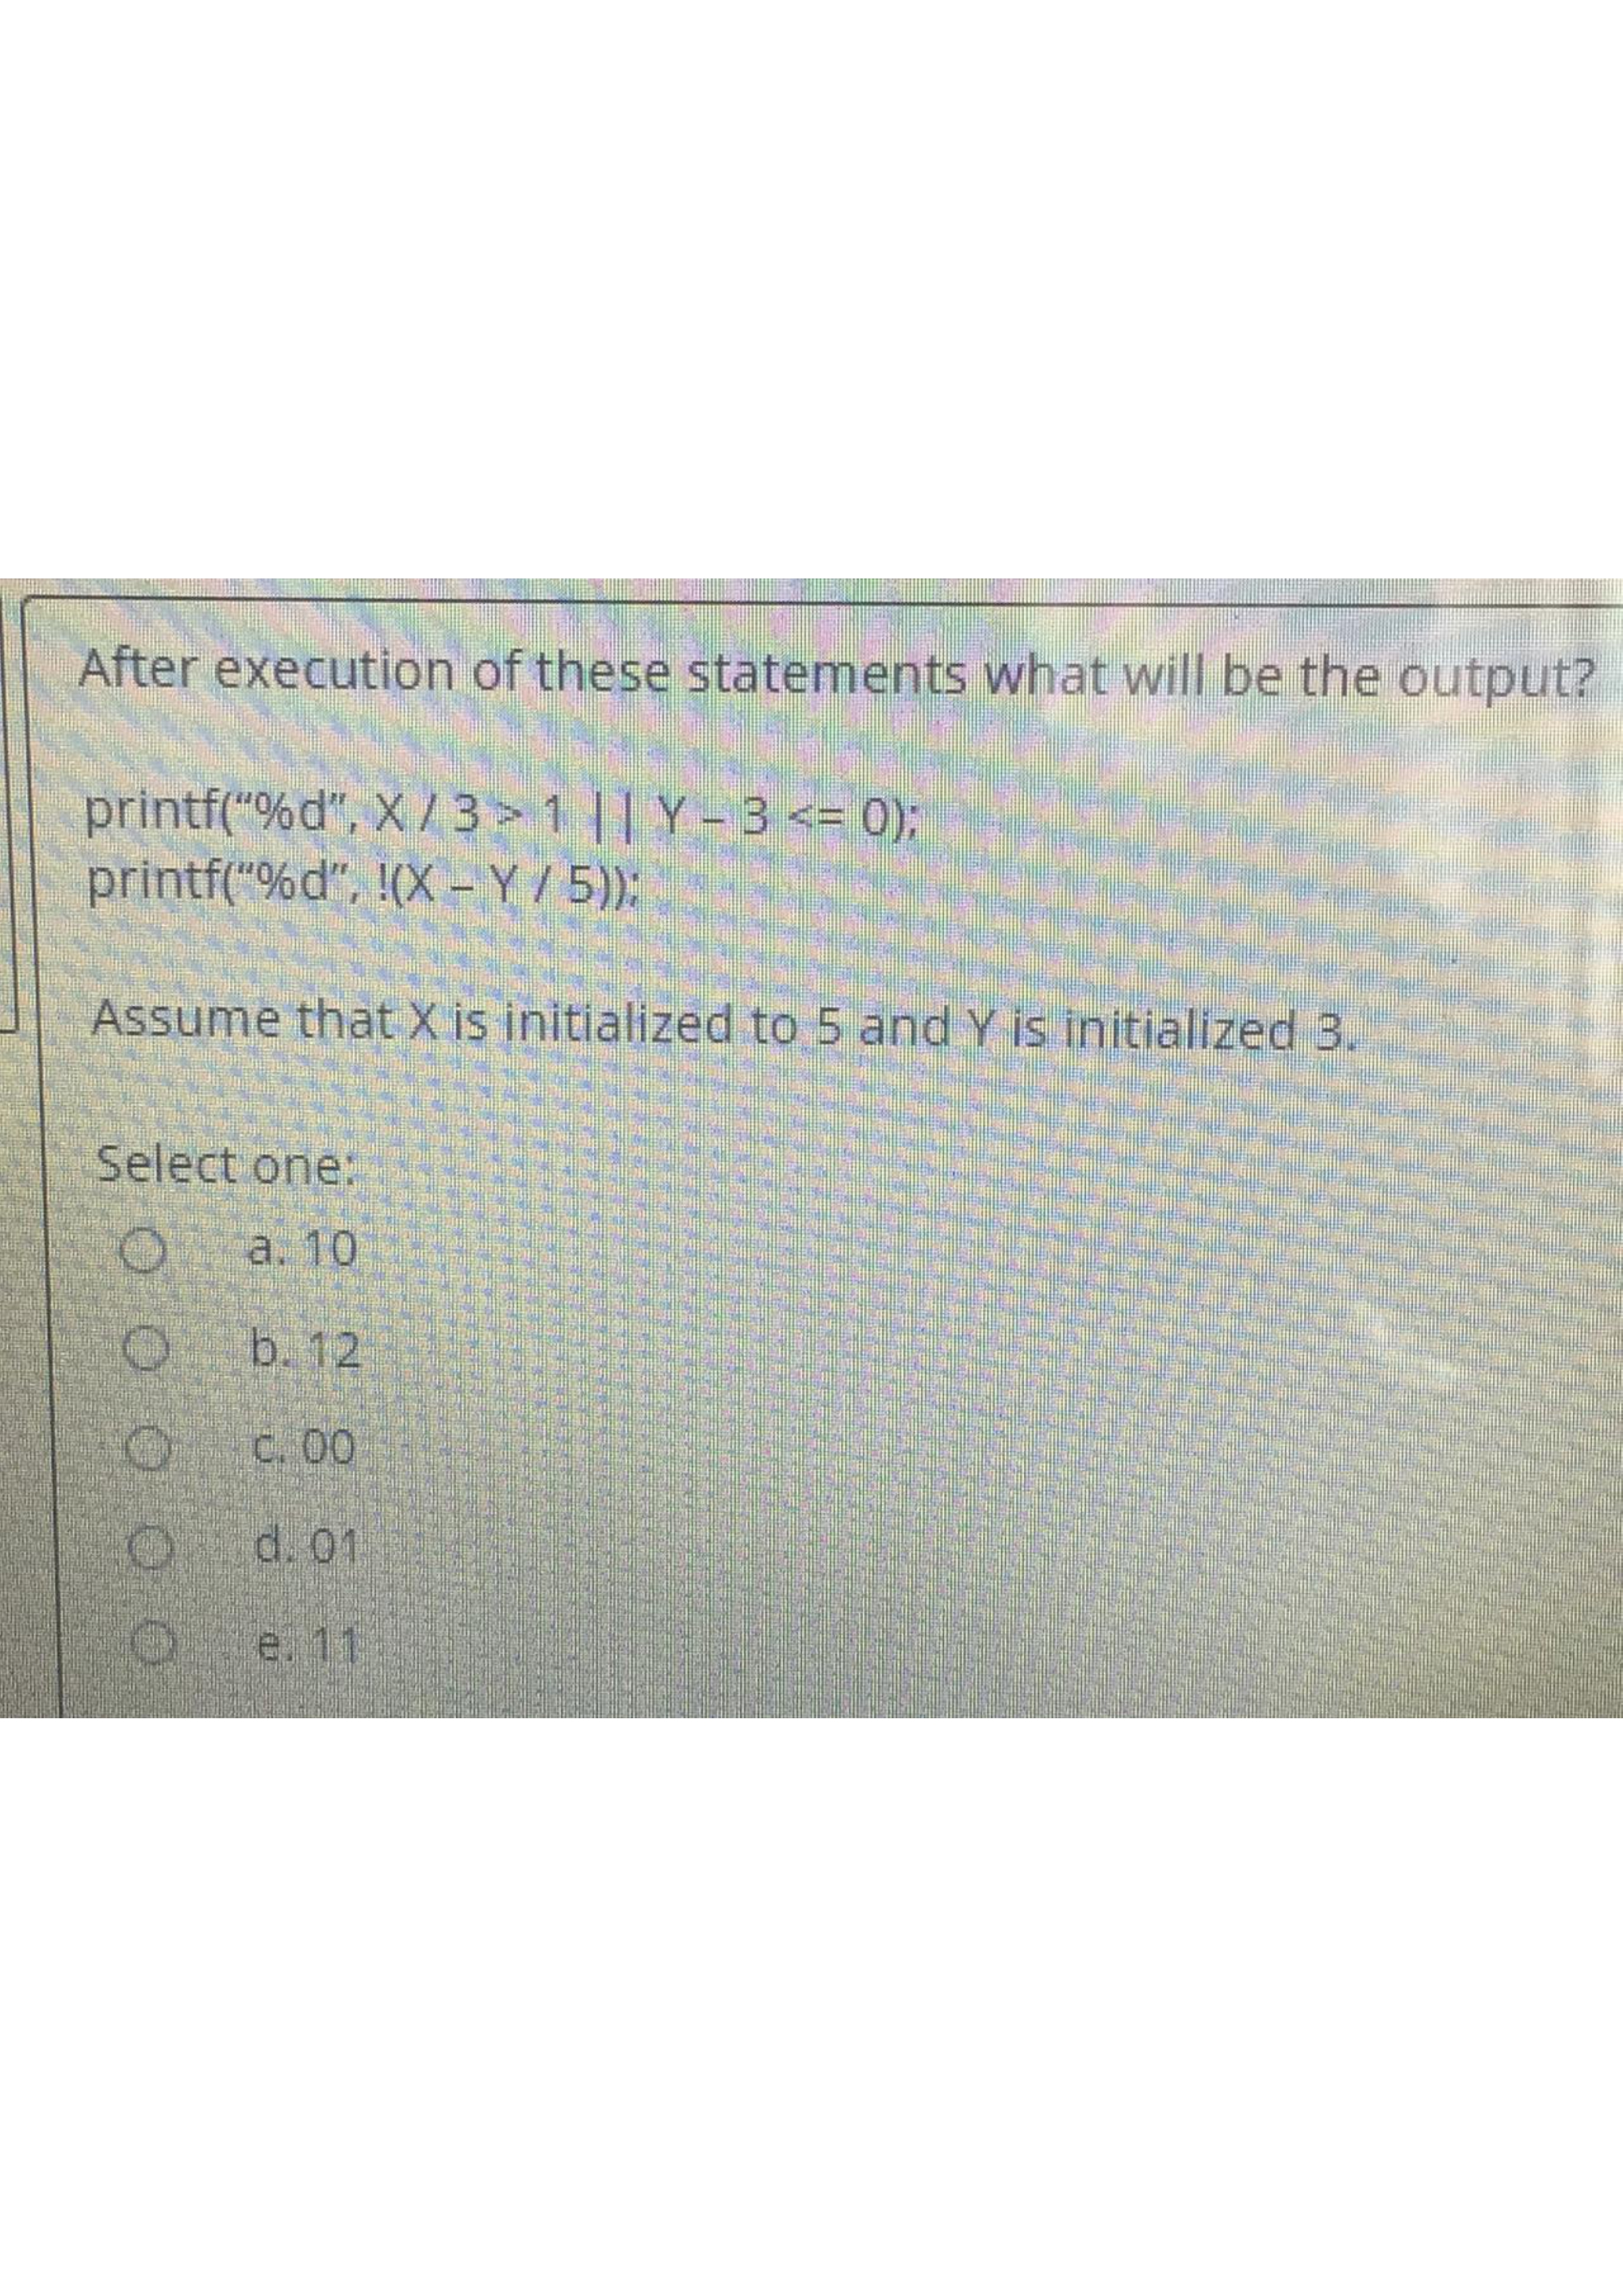 After execution of these statements what will be the output?
printf(“%d”, X / 3 > 1 || Y – 3 <= 0);
printf(“%d”, !(X – Y / 5));
Assume that X is initialized to 5 and Y is initialized 3.
Select one:
a. 10
b. 12
c. 00
d. 01
e. 11